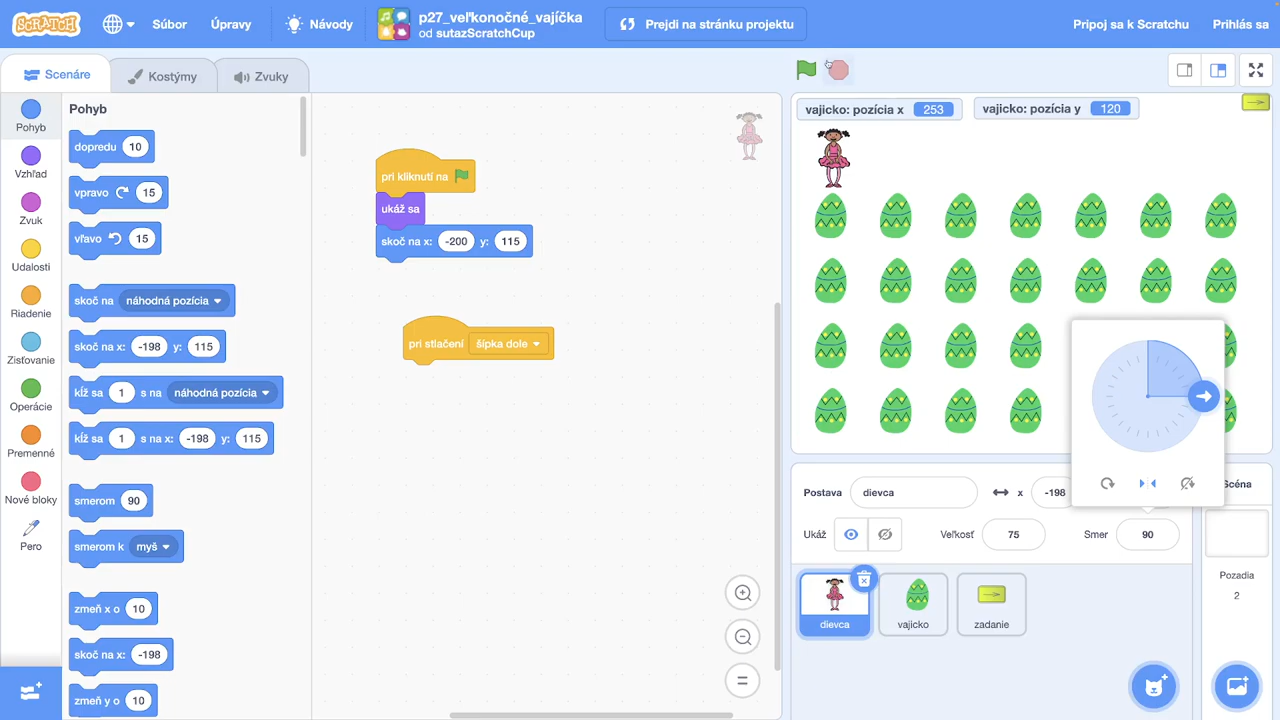 SCRATCH
Súbor
Úpravy
Návody
p27_veľkonočné_vajíčka
od sutazScratchCup
Prejdi na stránku projektu
Pripoj sa k Scratchu
Prihlás sa
Scenáre
Kostýmy
Zvuky
Pohyb
Vzhľad
Zvuk
Udalosti
Riadenie
Zisťovanie
Operácie
Premenné
Nové bloky
Pero
Pohyb
dopredu 10
vpravo 15
vľavo 15
skoč na náhodná pozícia
skoč na x: -198 y: 115
kĺž sa 1 s na náhodná pozícia
kĺž sa 1 s na x: -198 y: 115
smerom 90
smerom k myš
zmeň x o 10
skoč na x: -198
zmeň y o 10
pri kliknutí na
ukáž sa
skoč na x: -200 y: 115
pri stlačení šípka dole
vajicko: pozícia x 253
vajicko: pozícia y 120
Postava dievca x -198
Ukáž Veľkosť 75 Smer 90
dievca
vajicko
zadanie
Scéna
Pozadia
2